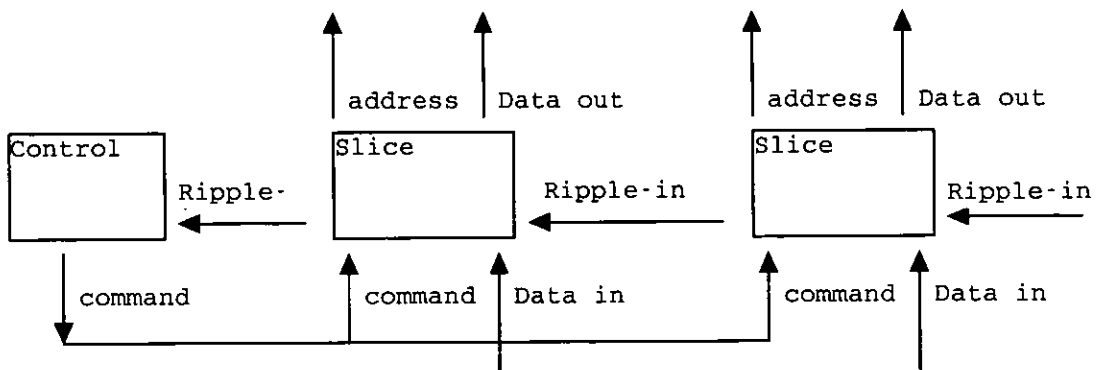 address Data out address Data out
Control Slice Slice
Ripple- Ripple-in Ripple-in
command command Data in command Data in